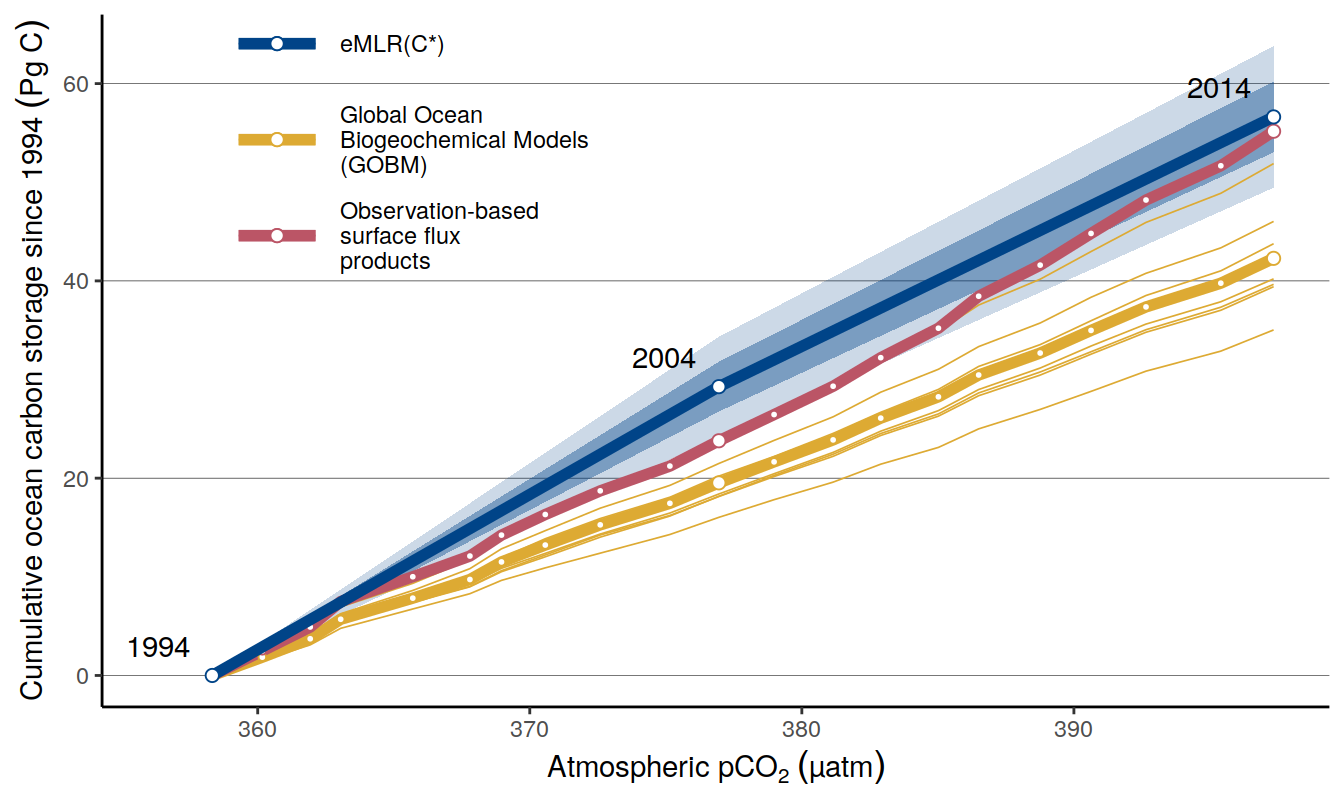 Cumulative ocean carbon storage since 1994 (Pg C)
60
40
20
0
eMLR(C*)
Global Ocean
Biogeochemical Models
(GOBM)
Observation-based
surface flux
products
2014
2004
1994
360
370
380
390
Atmospheric pCO₂ (µatm)